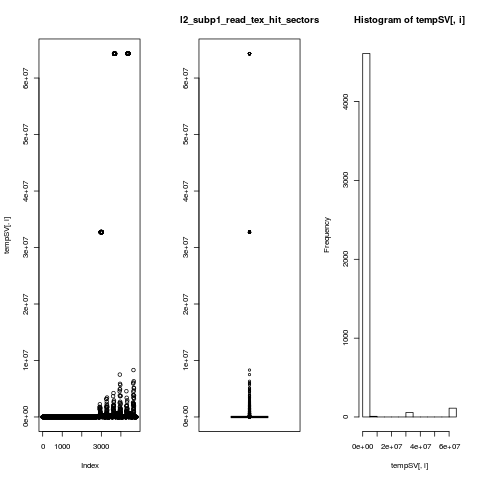 l2_subp1_read_tex_hit_sectors
Histogram of tempSV[, i]
tempSV[, i]
0e+00
1e+07
2e+07
3e+07
4e+07
5e+07
6e+07
0
1000
3000
Index
0e+00
1e+07
2e+07
3e+07
4e+07
5e+07
6e+07
Frequency
0
1000
2000
3000
4000
0e+00
4e+07
6e+07
tempSV[, i]